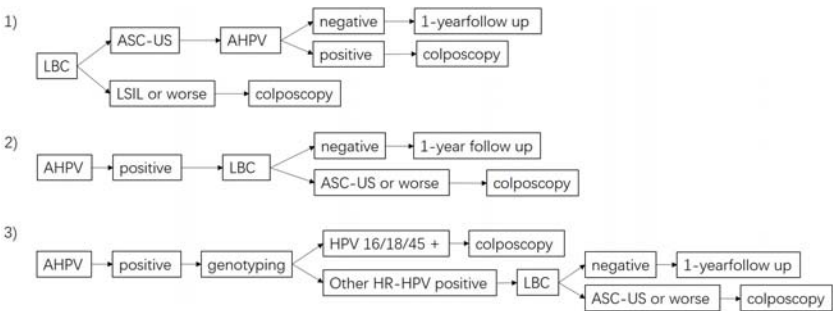 1)
negative 1-yearfollow up
ASC-US AHPV
positive colposcopy
LBC
LSIL or worse colposcopy
2)
negative 1-year follow up
AHPV positive LBC
ASC-US or worse colposcopy
3)
HPV 16/18/45 + colposcopy
AHPV positive genotyping
negative 1-yearfollow up
Other HR-HPV positive LBC
ASC-US or worse colposcopy